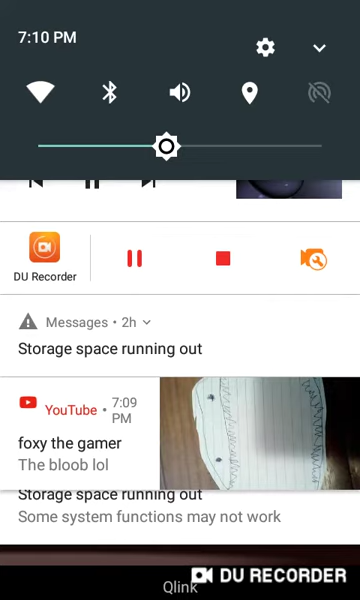 7:10 PM
DU Recorder
Messages • 2h
Storage space running out
YouTube • 7:09 PM
foxy the gamer
The bloob lol
Storage space running out
Some system functions may not work
Qlink
DU RECORDER